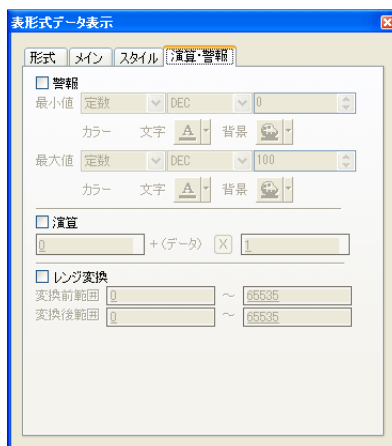 表形式データ表示
形式 メイン スタイル 演算・警報
警報
最小値 定数 DEC 0
カラー 文字 A 背景
最大値 定数 DEC 100
カラー 文字 A 背景
演算
0 +(データ) X 1
レンジ変換
変換前範囲 0 ～ 65535
変換後範囲 0 ～ 65535